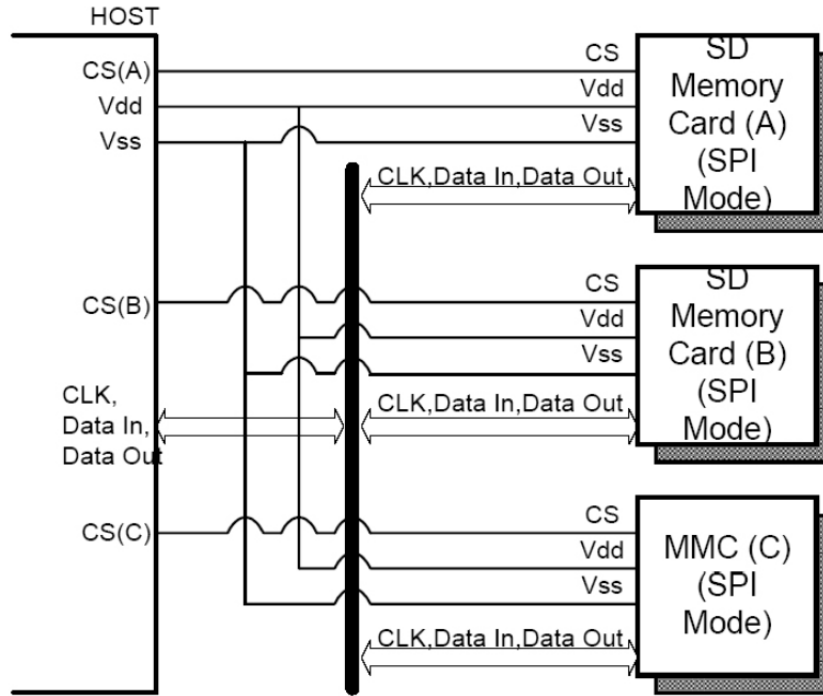 HOST
CS(A)
Vdd
Vss
CS
Vdd
Vss
SD
Memory
Card (A)
(SPI
Mode)
CLK,Data In,Data Out
CS(B)
CS
Vdd
Vss
SD
Memory
Card (B)
(SPI
Mode)
CLK,
Data In,
Data Out
CLK,Data In,Data Out
CS(C)
CS
Vdd
Vss
MMC (C)
(SPI
Mode)
CLK,Data In,Data Out